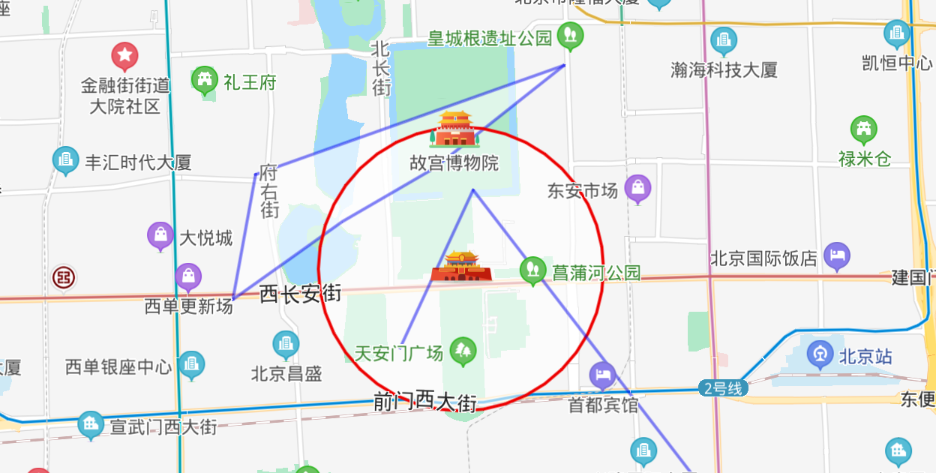 皇城根遗址公园
瀚海科技大厦
凯恒中心
北长街
金融街街道
大院社区
礼王府
丰汇时代大厦
故宫博物院
禄米仓
府右街
东安市场
大悦城
北京国际饭店
菖蒲河公园
建国门
西单更新场
西长安街
天安门广场
北京站
西单银座中心
北京昌盛
2号线
前门西大街
首都宾馆
东便
宣武门西大街